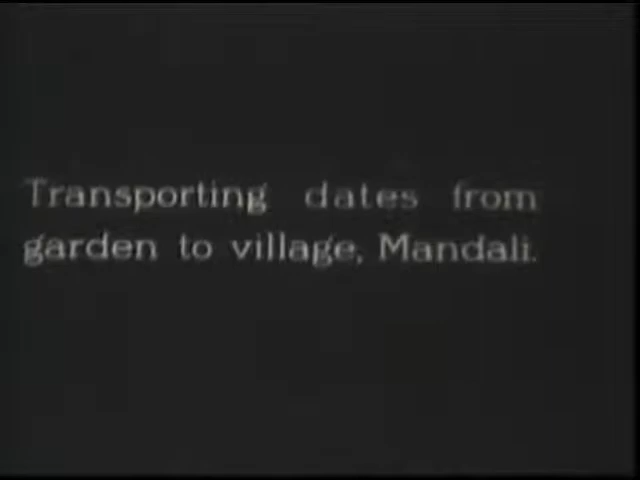 Transporting dates from
garden to village, Mandali.